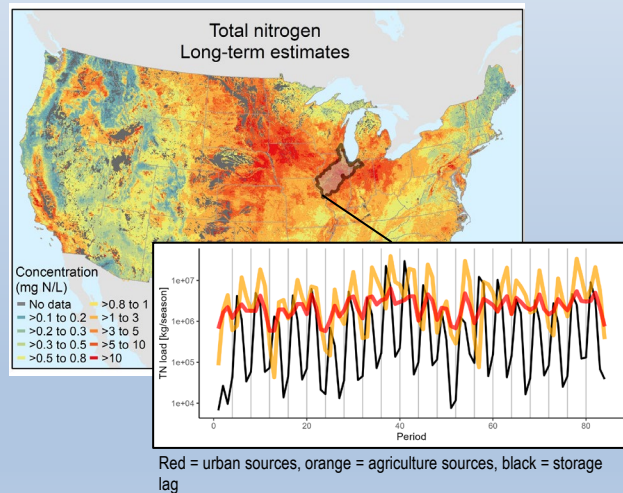 Total nitrogen
Long-term estimates
Concentration
(mg N/L)
No data
>0.1 to 0.2
>0.2 to 0.3
>0.3 to 0.5
>0.5 to 0.8
>0.8 to 1
>1 to 3
>3 to 5
>5 to 10
>10
TN load [kg/season]
1e+07
1e+06
1e+05
1e+04
0 20 40 60 80
Period
Red = urban sources, orange = agriculture sources, black = storage
lag